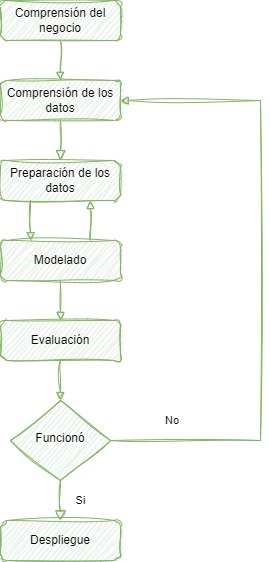 Comprensión del
negocio
Comprensión de los
datos
Preparación de los
datos
Modelado
Evaluación
Funcionó
No
Si
Despliegue